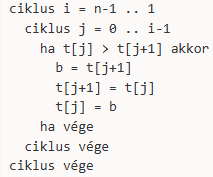 ciklus i = n-1 .. 1
ciklus j = 0 .. i-1
ha t[j] > t[j+1] akkor
b = t[j+1]
t[j+1] = t[j]
t[j] = b
ha vége
ciklus vége
ciklus vége